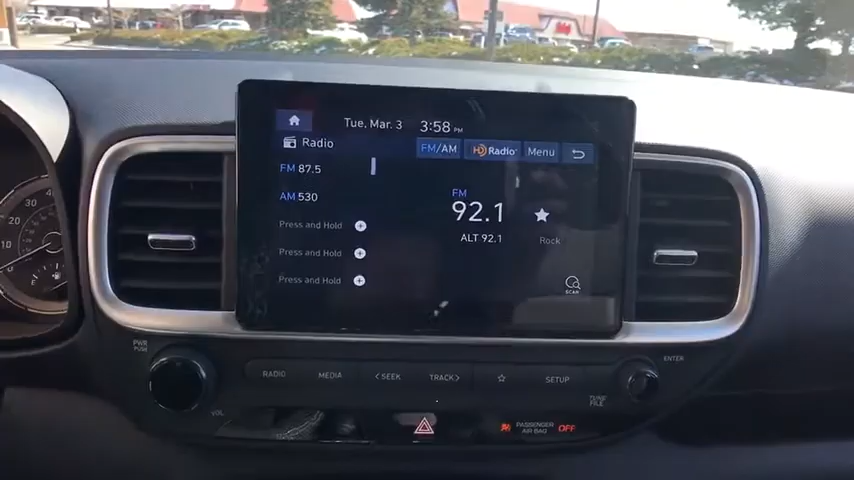 Tue, Mar. 3 3:58 PM
Radio
FM/AM HD Radio Menu
FM 87.5
AM 530
Press and Hold
Press and Hold
Press and Hold
FM
92.1
ALT 92.1
Rock
SCAN
PWR
PUSH
VOL
RADIO MEDIA < SEEK TRACK > SETUP
ENTER
TUNE
FILE
PASSENGER
AIR BAG OFF